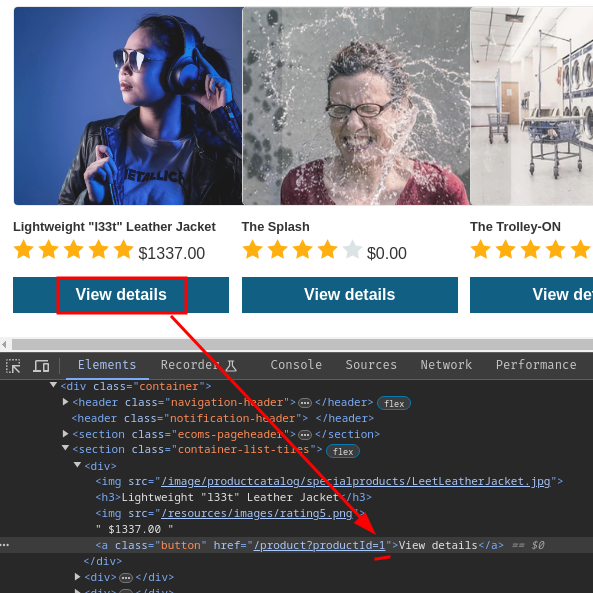 METALLICA
Lightweight "l33t" Leather Jacket
The Splash
The Trolley-ON
$1337.00
$0.00
View details
View details
View de
Elements
Recorder
Console
Sources
Network
Performance
<div class="container">
<header class="navigation-header"> ••• </header> flex
<header class="notification-header"> </header>
<section class="ecoms-pageheader"> ••• </section>
<section class="container-list-tiles"> flex
<div>
<img src="/image/productcatalog/specialproducts/LeetLeatherJacket.jpg">
<h3>Lightweight "l33t" Leather Jacket</h3>
<img src="/resources/images/rating5.png">
" $1337.00 "
••• <a class="button" href="/product?productId=1">View details</a> == $0
</div>
<div> ••• </div>
<div> ••• </div>